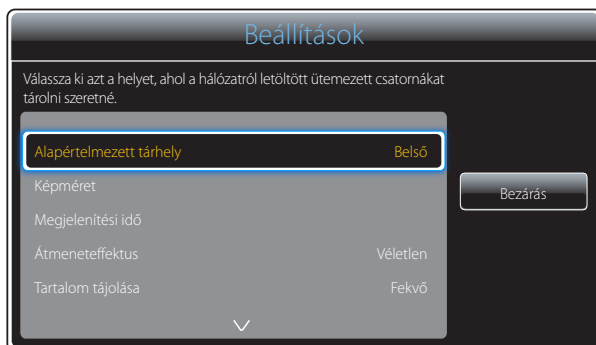 Beállítások
Válassza ki azt a helyet, ahol a hálózatról letöltött ütemezett csatornákat
tárolni szeretné.
Alapértelmezett tárhely Belső
Képméret
Bezárás
Megjelenítési idő
Átmeneteffektus Véletlen
Tartalom tájolása Fekvő